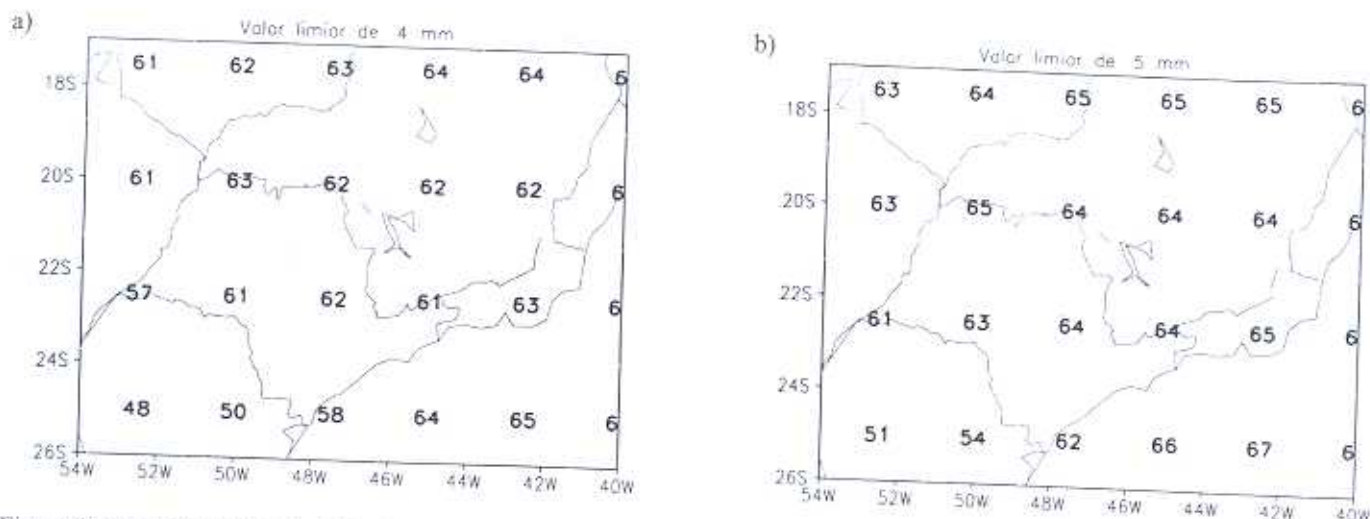 a)
Valor limiar de 4 mm
61 62 63 64 64 6
18S
20S
61 63 62 62 62 6
22S
57 61 62 61 63 6
24S
48 50 58 64 65 6
26S
54W 52W 50W 48W 46W 44W 42W 40W
b)
Valor limiar de 5 mm
63 64 65 65 65 6
18S
20S
63 65 64 64 64 6
22S
61 63 64 64 65 6
24S
51 54 62 66 67 6
26S
54W 52W 50W 48W 46W 44W 42W 40W